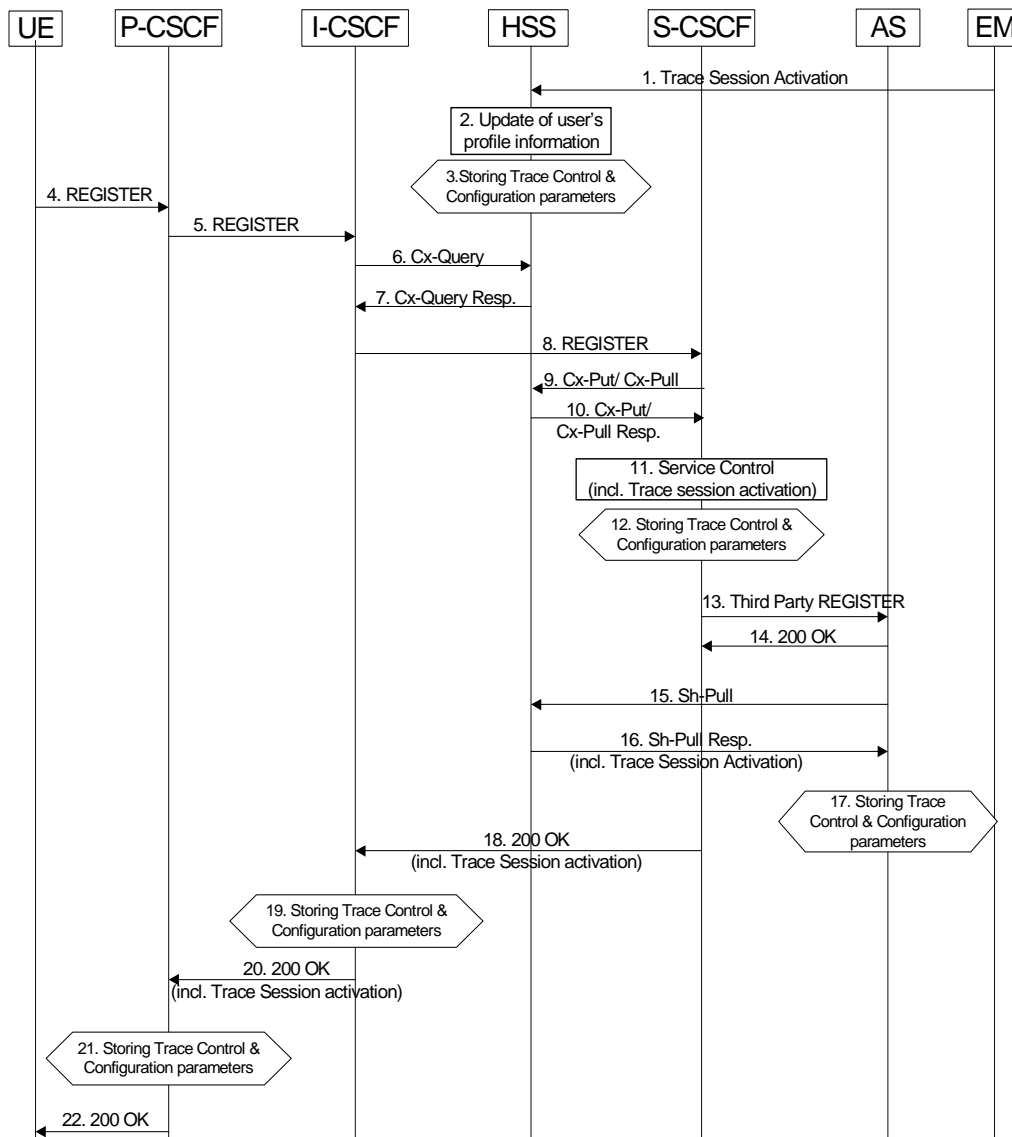 UE P-CSCF I-CSCF HSS S-CSCF AS EM
1. Trace Session Activation
2. Update of user's
profile information
3.Storing Trace Control &
Configuration parameters
4. REGISTER
5. REGISTER
6. Cx-Query
7. Cx-Query Resp.
8. REGISTER
9. Cx-Put/ Cx-Pull
10. Cx-Put/
Cx-Pull Resp.
11. Service Control
(incl. Trace session activation)
12. Storing Trace Control &
Configuration parameters
13. Third Party REGISTER
14. 200 OK
15. Sh-Pull
16. Sh-Pull Resp.
(incl. Trace Session Activation)
17. Storing Trace
Control & Configuration
parameters
18. 200 OK
(incl. Trace Session activation)
19. Storing Trace Control &
Configuration parameters
20. 200 OK
(incl. Trace Session activation)
21. Storing Trace Control &
Configuration parameters
22. 200 OK